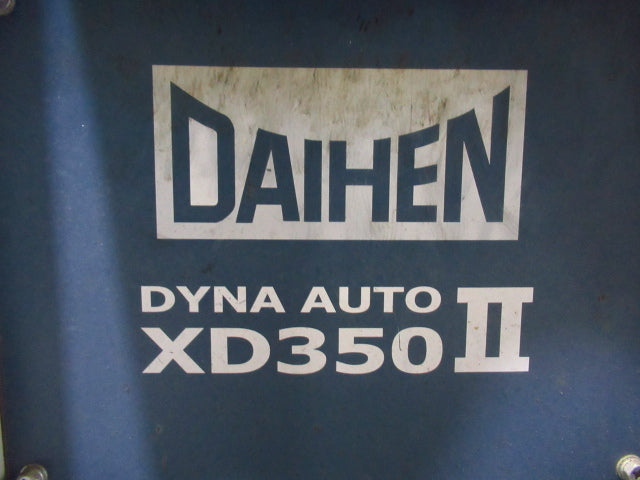 DAIHEN
DYNA AUTO
XD350 II